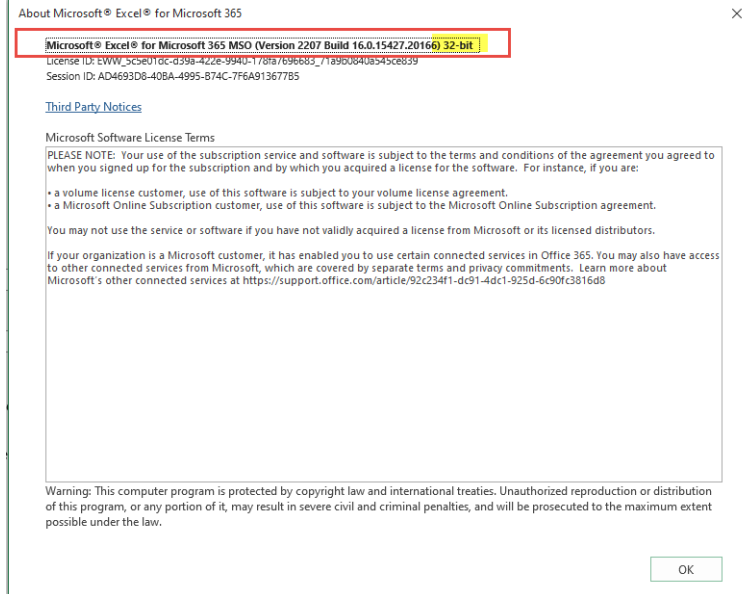 About Microsoft® Excel® for Microsoft 365
Microsoft® Excel® for Microsoft 365 MSO (Version 2207 Build 16.0.15427.20166) 32-bit
License ID: EWW_5c5e01dc-d39a-422e-9940-178fa7696683_71a9b0840a545ce839
Session ID: AD4693D8-40BA-4995-B74C-7F6A913677B5
Third Party Notices
Microsoft Software License Terms
PLEASE NOTE:  Your use of the subscription service and software is subject to the terms and conditions of the agreement you agreed to
when you signed up for the subscription and by which you acquired a license for the software.  For instance, if you are:
• a volume license customer, use of this software is subject to your volume license agreement.
• a Microsoft Online Subscription customer, use of this software is subject to the Microsoft Online Subscription agreement.
You may not use the service or software if you have not validly acquired a license from Microsoft or its licensed distributors.
If your organization is a Microsoft customer, it has enabled you to use certain connected services in Office 365. You may also have access
to other connected services from Microsoft, which are covered by separate terms and privacy commitments.  Learn more about
Microsoft's other connected services at https://support.office.com/article/92c234f1-dc91-4dc1-925d-6c90fc3816d8
Warning: This computer program is protected by copyright law and international treaties. Unauthorized reproduction or distribution
of this program, or any portion of it, may result in severe civil and criminal penalties, and will be prosecuted to the maximum extent
possible under the law.
OK